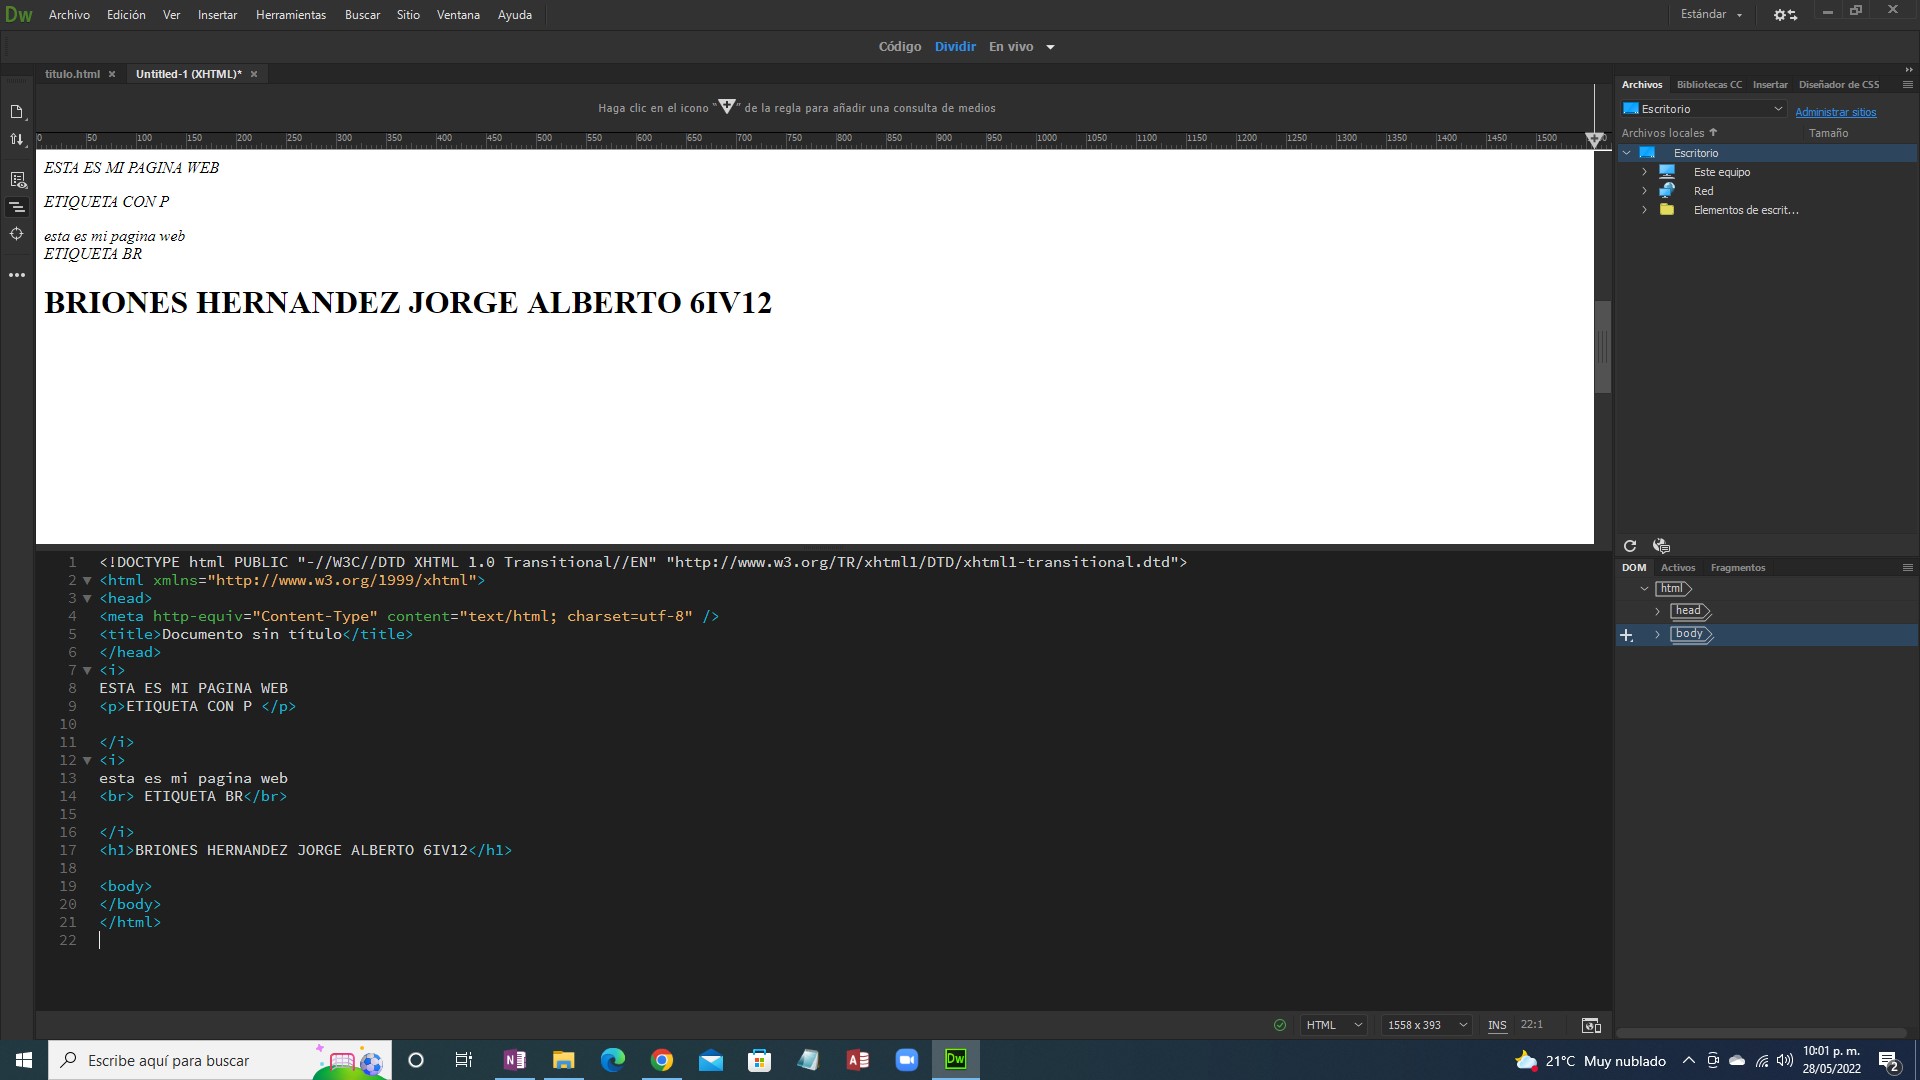 Dw Archivo Edición Ver Insertar Herramientas Buscar Sitio Ventana Ayuda Estándar
Código Dividir En vivo
titulo.html Untitled-1 (XHTML)*
Haga clic en el icono "" de la regla para añadir una consulta de medios
0 50 100 150 200 250 300 350 400 450 500 550 600 650 700 750 800 850 900 950 1000 1050 1100 1150 1200 1250 1300 1350 1400 1450 1500
ESTA ES MI PAGINA WEB
ETIQUETA CON P
esta es mi pagina web
ETIQUETA BR
BRIONES HERNANDEZ JORGE ALBERTO 6IV12
1 <!DOCTYPE html PUBLIC "-//W3C//DTD XHTML 1.0 Transitional//EN" "http://www.w3.org/TR/xhtml1/DTD/xhtml1-transitional.dtd">
2 <html xmlns="http://www.w3.org/1999/xhtml">
3 <head>
4 <meta http-equiv="Content-Type" content="text/html; charset=utf-8" />
5 <title>Documento sin título</title>
6 </head>
7 <i>
8 ESTA ES MI PAGINA WEB
9 <p>ETIQUETA CON P </p>
10
11 </i>
12 <i>
13 esta es mi pagina web
14 <br> ETIQUETA BR</br>
15
16 </i>
17 <h1>BRIONES HERNANDEZ JORGE ALBERTO 6IV12</h1>
18
19 <body>
20 </body>
21 </html>
22
HTML 1558 x 393 INS 22:1
Archivos Bibliotecas CC Insertar Diseñador de CSS
Escritorio Administrar sitios
Archivos locales Tamaño
Escritorio
Este equipo
Red
Elementos de escrit...
DOM Activos Fragmentos
html
head
body
Escribe aquí para buscar
Dw
21°C Muy nublado
10:01 p. m.
28/05/2022
2